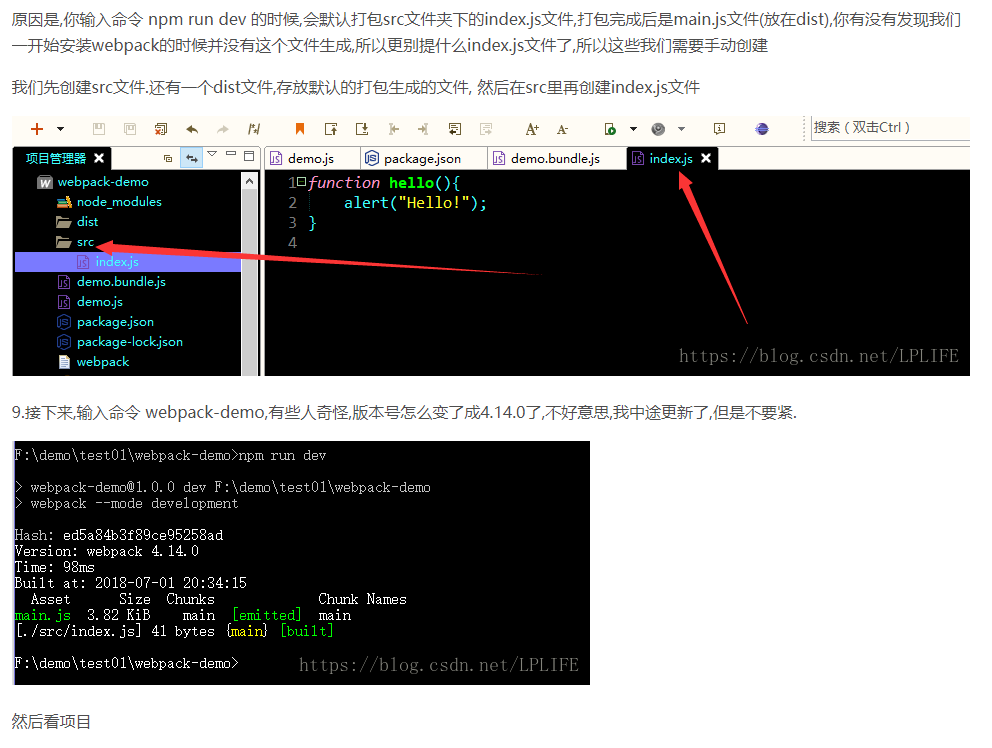 原因是,你输入命令 npm run dev 的时候,会默认打包src文件夹下的index.js文件,打包完成后是main.js文件(放在dist),你有没有发现我们
一开始安装webpack的时候并没有这个文件生成,所以更别提什么index.js文件了,所以这些我们需要手动创建
我们先创建src文件.还有一个dist文件,存放默认的打包生成的文件, 然后在src里再创建index.js文件
搜索（双击Ctrl）
项目管理器
demo.js
package.json
demo.bundle.js
index.js
webpack-demo
node_modules
dist
src
index.js
demo.bundle.js
demo.js
package.json
package-lock.json
webpack
1 function hello(){
2 alert("Hello!");
3 }
4
https://blog.csdn.net/LPLIFE
9.接下来,输入命令 webpack-demo,有些人奇怪,版本号怎么变了成4.14.0了,不好意思,我中途更新了,但是不要紧.
F:\demo\test01\webpack-demo>npm run dev
> webpack-demo@1.0.0 dev F:\demo\test01\webpack-demo
> webpack --mode development
Hash: ed5a84b3f89ce95258ad
Version: webpack 4.14.0
Time: 98ms
Built at: 2018-07-01 20:34:15
Asset Size Chunks Chunk Names
main.js 3.82 KiB main [emitted] main
[./src/index.js] 41 bytes {main} [built]
F:\demo\test01\webpack-demo>
https://blog.csdn.net/LPLIFE
然后看项目